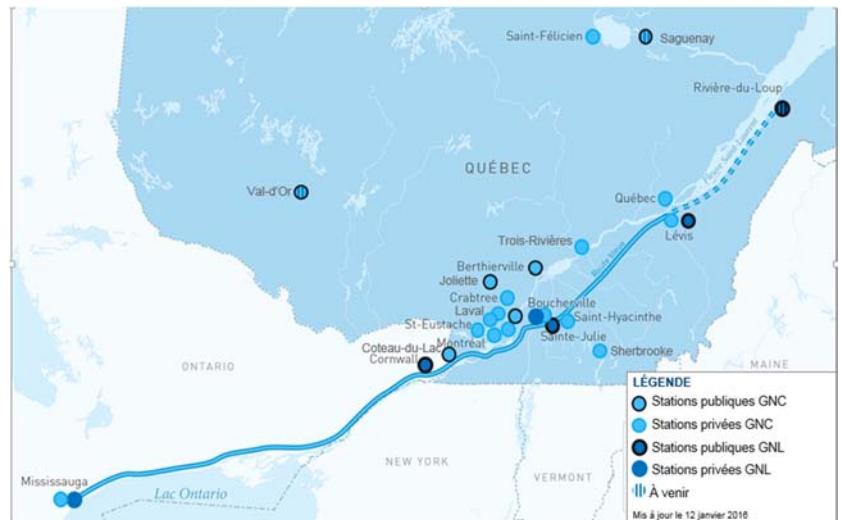 Saint-Félicien
Saguenay
Rivière-du-Loup
QUÉBEC
Val-d'Or
Québec
Lévis
Trois-Rivières
Route bleue
Berthierville
Joliette
Crabtree
Laval
Boucherville
St-Eustache
Saint-Hyacinthe
Montréal
Sainte-Julie
Coteau-du-Lac
Cornwall
Sherbrooke
ONTARIO
MAINE
NEW YORK
VERMONT
Mississauga
Lac Ontario
LÉGENDE
Stations publiques GNC
Stations privées GNC
Stations publiques GNL
Stations privées GNL
À venir
Mis à jour le 12 janvier 2016